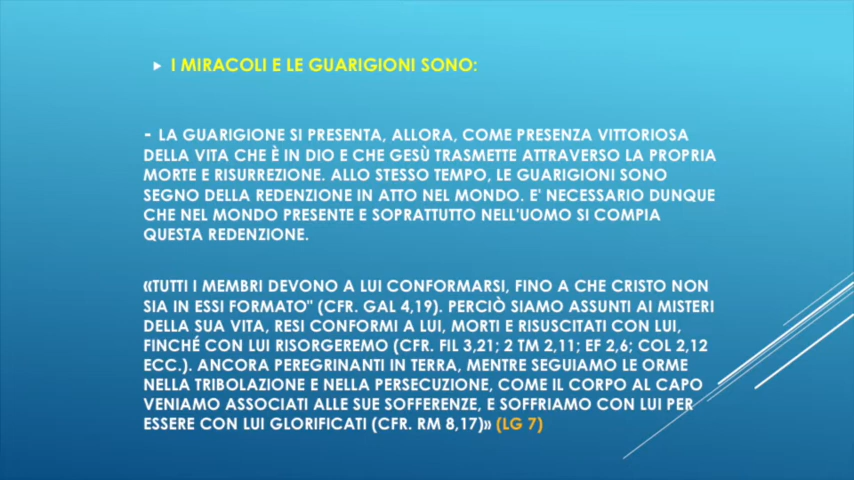 I MIRACOLI E LE GUARIGIONI SONO:
- LA GUARIGIONE SI PRESENTA, ALLORA, COME PRESENZA VITTORIOSA
DELLA VITA CHE È IN DIO E CHE GESÙ TRASMETTE ATTRAVERSO LA PROPRIA
MORTE E RISURREZIONE. ALLO STESSO TEMPO, LE GUARIGIONI SONO
SEGNO DELLA REDENZIONE IN ATTO NEL MONDO. E' NECESSARIO DUNQUE
CHE NEL MONDO PRESENTE E SOPRATTUTTO NELL'UOMO SI COMPIA
QUESTA REDENZIONE.
«TUTTI I MEMBRI DEVONO A LUI CONFORMARSI, FINO A CHE CRISTO NON
SIA IN ESSI FORMATO" (CFR. GAL 4,19). PERCIÒ SIAMO ASSUNTI AI MISTERI
DELLA SUA VITA, RESI CONFORMI A LUI, MORTI E RISUSCITATI CON LUI,
FINCHÉ CON LUI RISORGEREMO (CFR. FIL 3,21; 2 TM 2,11; EF 2,6; COL 2,12
ECC.). ANCORA PEREGRINANTI IN TERRA, MENTRE SEGUIAMO LE ORME
NELLA TRIBOLAZIONE E NELLA PERSECUZIONE, COME IL CORPO AL CAPO
VENIAMO ASSOCIATI ALLE SUE SOFFERENZE, E SOFFRIAMO CON LUI PER
ESSERE CON LUI GLORIFICATI (CFR. RM 8,17)» (LG 7)